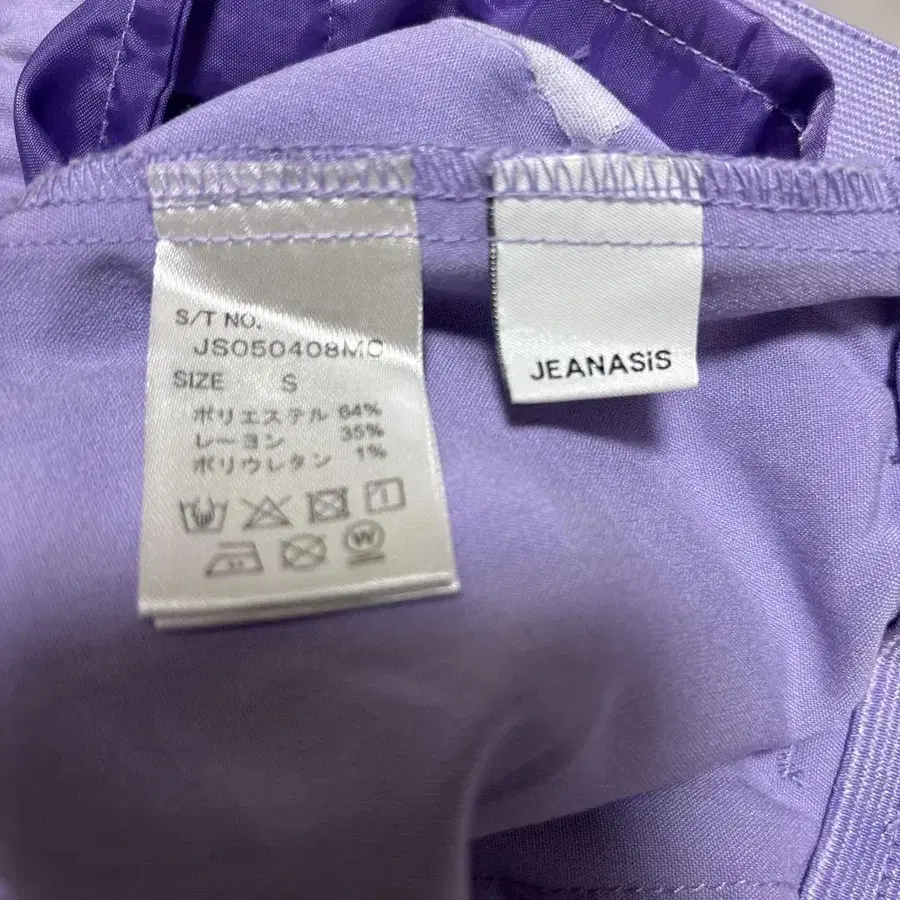 S/T NO.
JS050408MC
SIZE S
ポリエステル 64%
レーヨン 35%
ポリウレタン 1%
W
JEANASiS